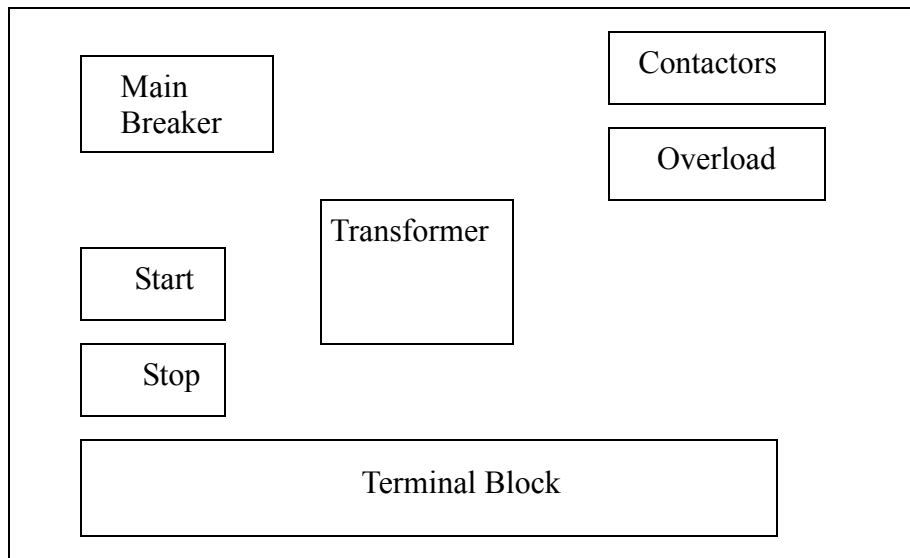 Main
Breaker
Contactors
Overload
Transformer
Start
Stop
Terminal Block